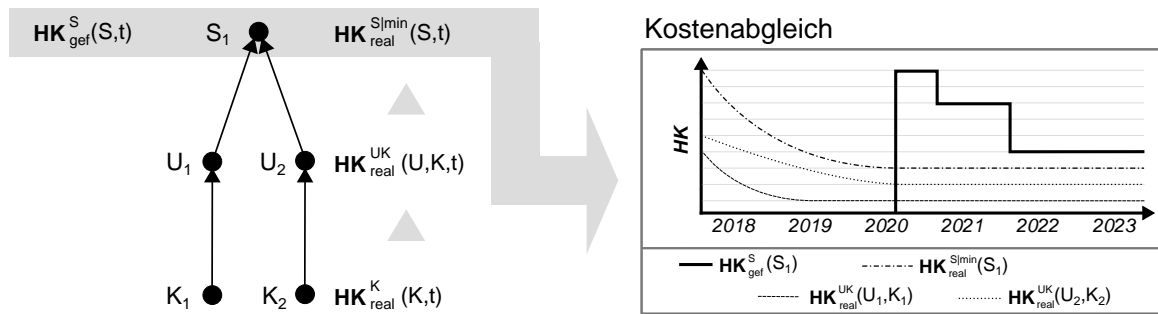 HK^S_gef(S,t) S₁ HK^S|min_real(S,t)
U₁ U₂ HK^UK_real(U,K,t)
K₁ K₂ HK^K_real(K,t)
Kostenabgleich
HK
2018 2019 2020 2021 2022 2023
HK^S_gef(S₁) HK^S|min_real(S₁)
HK^UK_real(U₁,K₁) HK^UK_real(U₂,K₂)